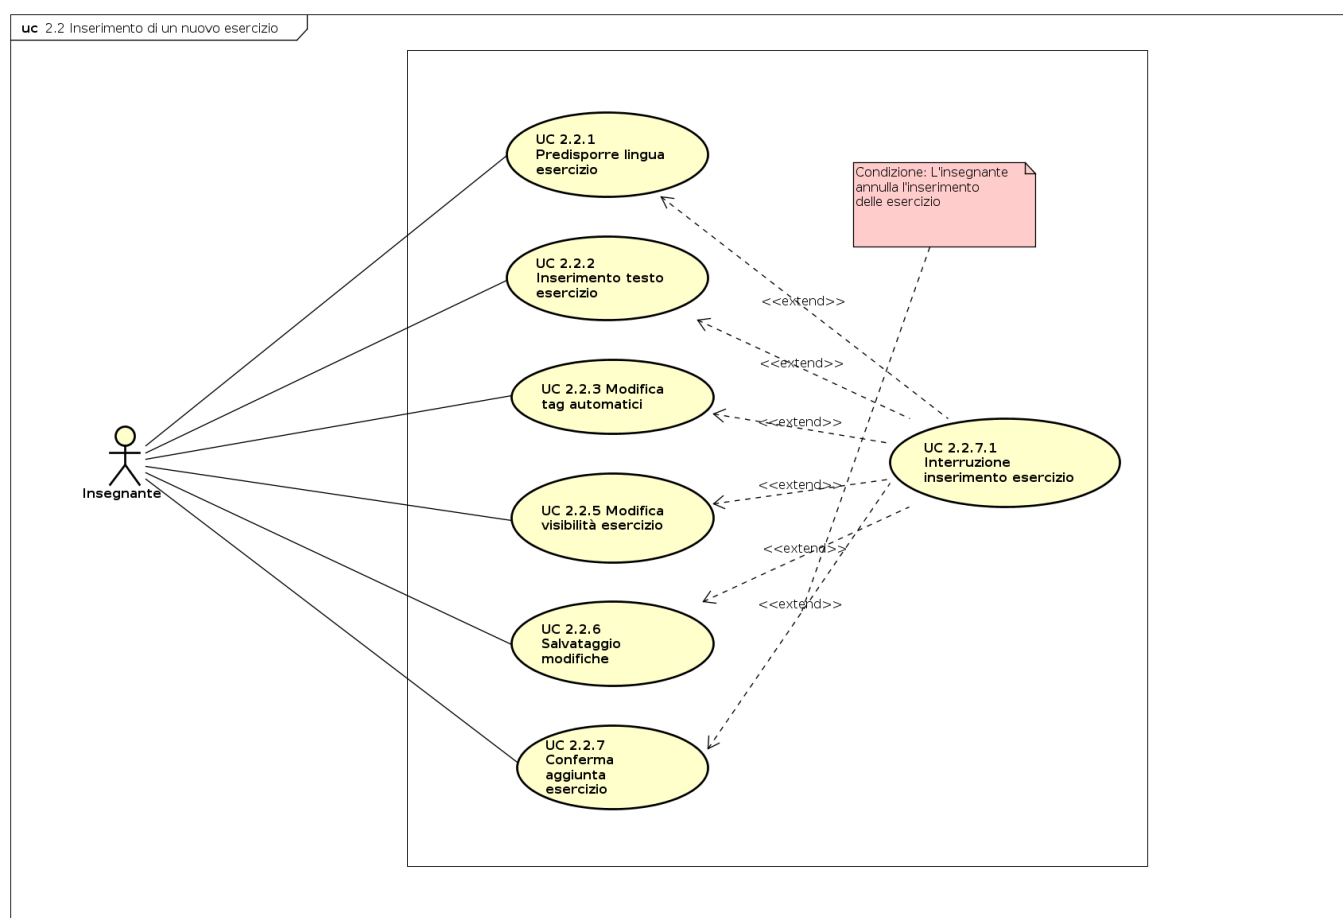 uc 2.2 Inserimento di un nuovo esercizio
UC 2.2.1
Predisporre lingua
esercizio
Condizione: L'insegnante
annulla l'inserimento
delle esercizio
UC 2.2.2
Inserimento testo
esercizio
<<extend>>
<<extend>>
UC 2.2.3 Modifica
tag automatici
<<extend>>
UC 2.2.7.1
Interruzione
inserimento esercizio
Insegnante
<<extend>>
UC 2.2.5 Modifica
visibilità esercizio
<<extend>>
<<extend>>
UC 2.2.6
Salvataggio
modifiche
UC 2.2.7
Conferma
aggiunta
esercizio